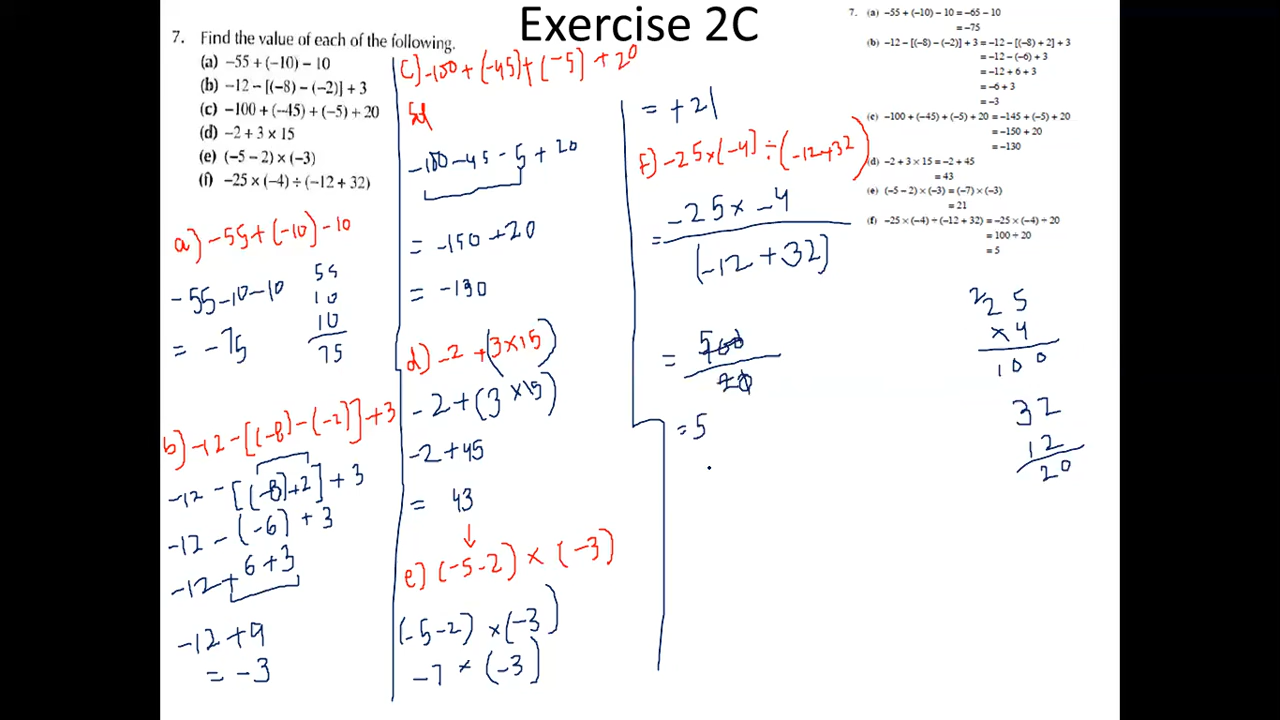 Exercise 2C
7. Find the value of each of the following.
(a) −55 + (−10) − 10
(b) −12 − [(−8) − (−2)] + 3
(c) −100 + (−45) + (−5) + 20
(d) −2 + 3 × 15
(e) (−5 − 2) × (−3)
(f) −25 × (−4) ÷ (−12 + 32)
a) -55+(-10)-10
-55-10-10
= -75
55
10
10
75
b) -12-[(-8)-(-2)]+3
-12-[(-8)+2]+3
-12-(-6)+3
-12+6+3
-12+9
= -3
C) -100+(-45)+(-5)+20
Sol
-100-45-5+20
= -150+20
= -130
d) -2+(3×15)
-2+(3×15)
-2+45
= 43
e) (-5-2)×(-3)
(-5-2)×(-3)
-7×(-3)
= +21
F) -25×(-4)÷(-12+32)
= -25×-4
(-12+32)
= 5 100
20
= 5
7. (a) −55 + (−10) − 10 = −65 − 10
= −75
(b) −12 − [(−8) − (−2)] + 3 = −12 − [(−8) + 2] + 3
= −12 − (−6) + 3
= −12 + 6 + 3
= −6 + 3
= −3
(c) −100 + (−45) + (−5) + 20 = −145 + (−5) + 20
= −150 + 20
= −130
(d) −2 + 3 × 15 = −2 + 45
= 43
(e) (−5 − 2) × (−3) = (−7) × (−3)
= 21
(f) −25 × (−4) ÷ (−12 + 32) = −25 × (−4) ÷ 20
= 100 ÷ 20
= 5
2 25
×4
100
32
12
20